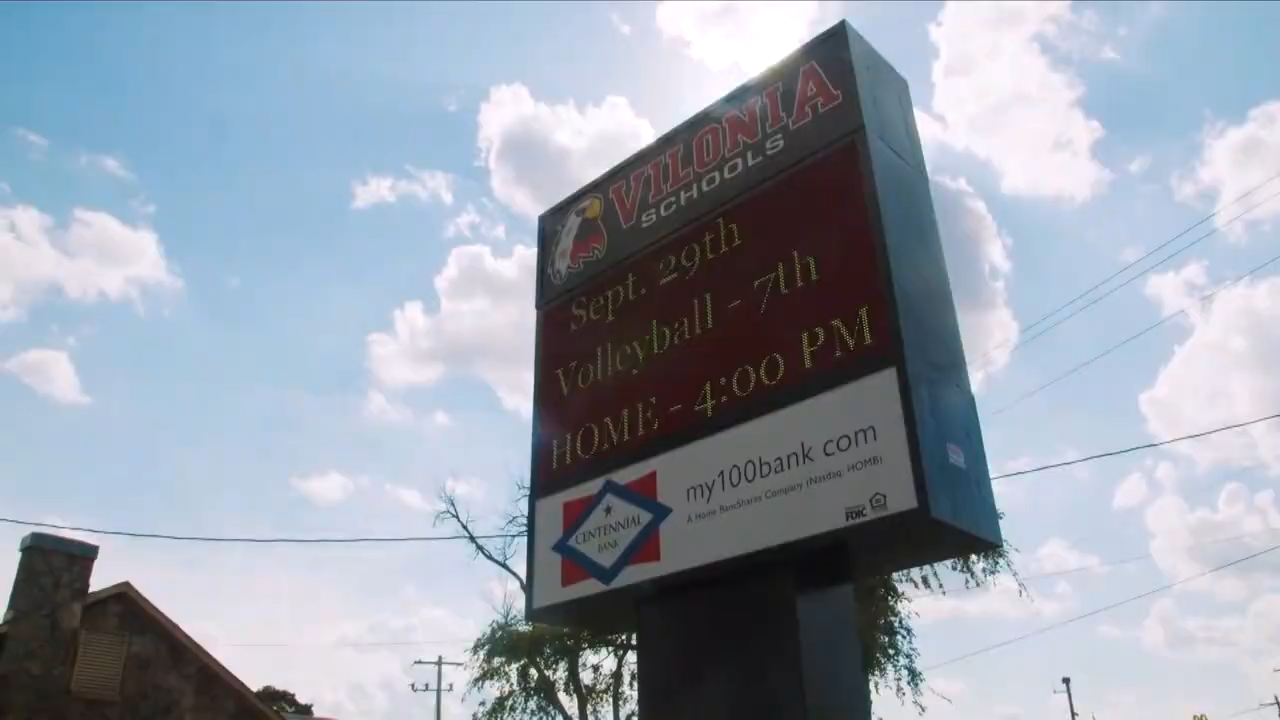 VILONIA
SCHOOLS
Sept. 29th
Volleyball - 7th
HOME - 4:00 PM
CENTENNIAL
BANK
my100bank com
A Home BancShares Company (Nasdaq: HOMB)
FDIC